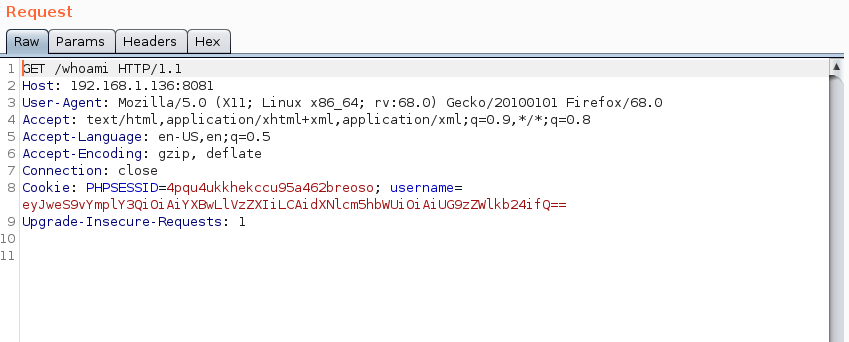 Request
Raw Params Headers Hex
1 GET /whoami HTTP/1.1
2 Host: 192.168.1.136:8081
3 User-Agent: Mozilla/5.0 (X11; Linux x86_64; rv:68.0) Gecko/20100101 Firefox/68.0
4 Accept: text/html,application/xhtml+xml,application/xml;q=0.9,*/*;q=0.8
5 Accept-Language: en-US,en;q=0.5
6 Accept-Encoding: gzip, deflate
7 Connection: close
8 Cookie: PHPSESSID=4pqu4ukkhekccu95a462breoso; username=
eyJweS9vYmplY3QiOiAiYXBwLlVzZXIiLCAidXNlcm5hbWUiOiAiUG9zZWlkb24ifQ==
9 Upgrade-Insecure-Requests: 1
10
11